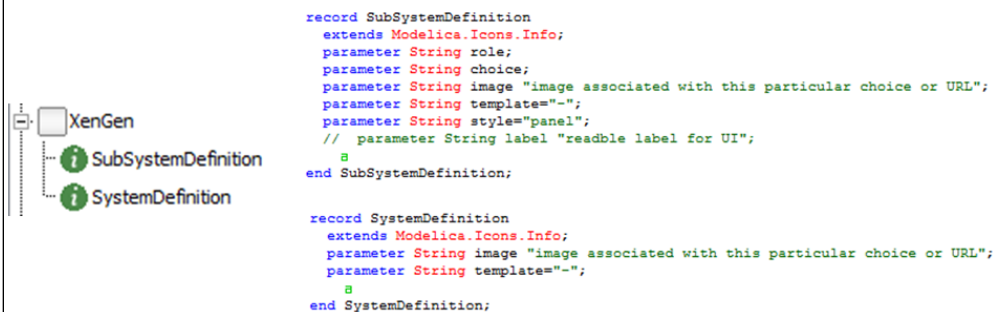 XenGen
SubSystemDefinition
SystemDefinition
record SubSystemDefinition
extends Modelica.Icons.Info;
parameter String role;
parameter String choice;
parameter String image "image associated with this particular choice or URL";
parameter String template="-";
parameter String style="panel";
// parameter String label "readble label for UI";
a
end SubSystemDefinition;
record SystemDefinition
extends Modelica.Icons.Info;
parameter String image "image associated with this particular choice or URL";
parameter String template="-";
a
end SystemDefinition;